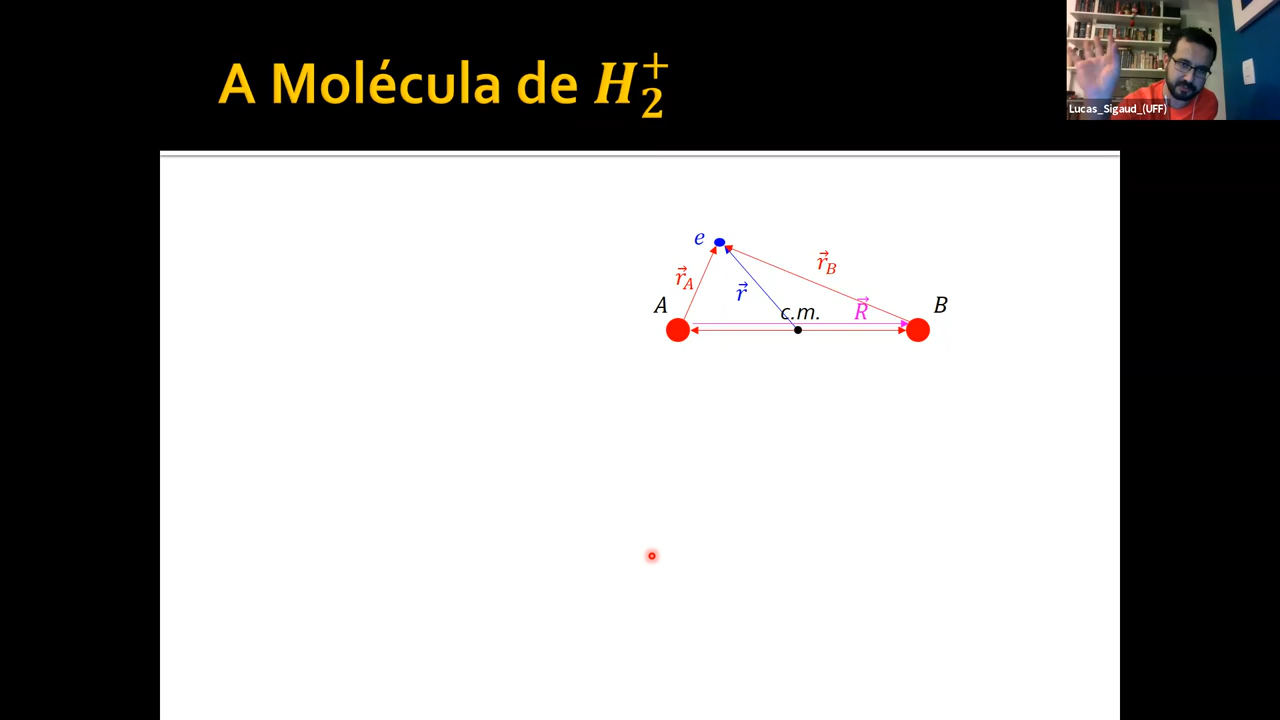 A Molécula de H₂⁺
Lucas_Sigaud_(UFF)
e
r⃗_A
r⃗
r⃗_B
A
c.m.
R⃗
B